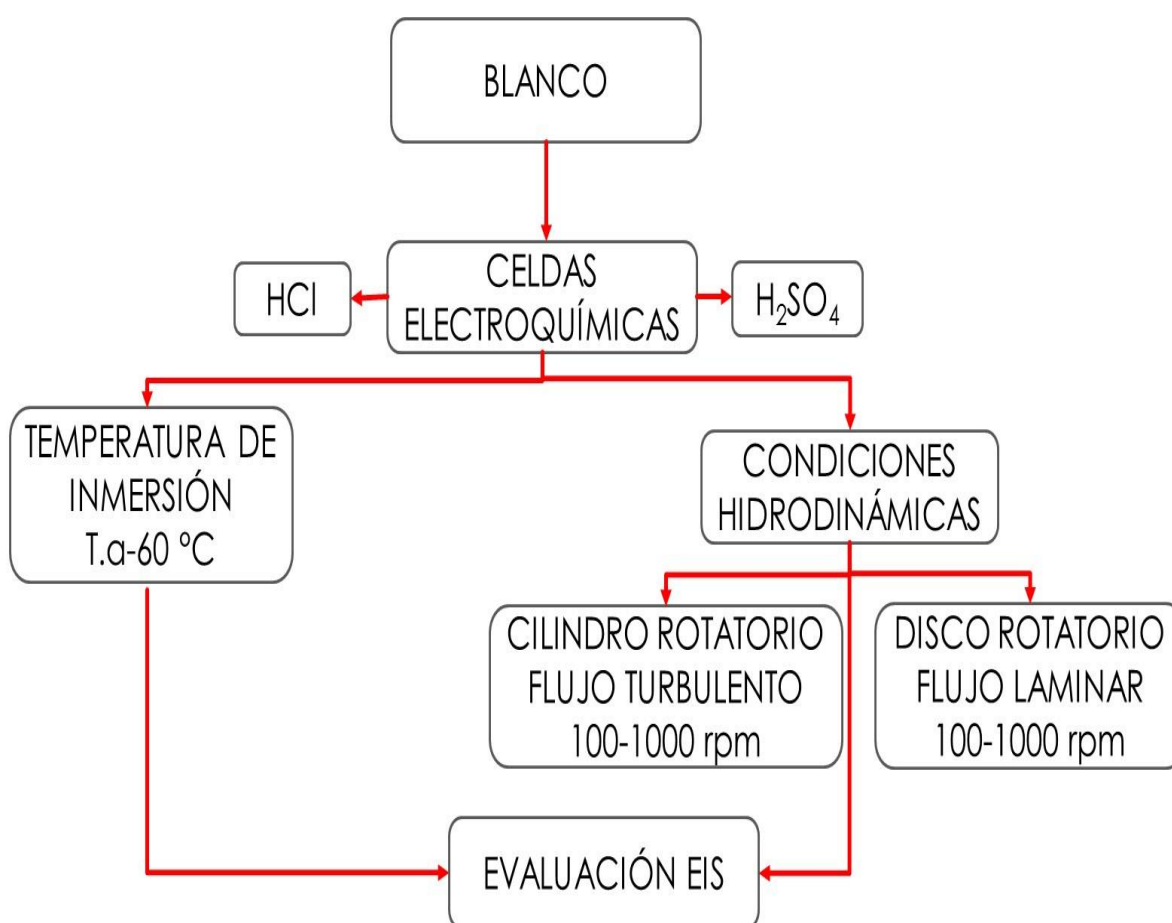 BLANCO
CELDAS
ELECTROQUÍMICAS
HCl
H₂SO₄
TEMPERATURA DE
INMERSIÓN
T.a-60 ºC
CONDICIONES
HIDRODINÁMICAS
CILINDRO ROTATORIO
FLUJO TURBULENTO
100-1000 rpm
DISCO ROTATORIO
FLUJO LAMINAR
100-1000 rpm
EVALUACIÓN EIS